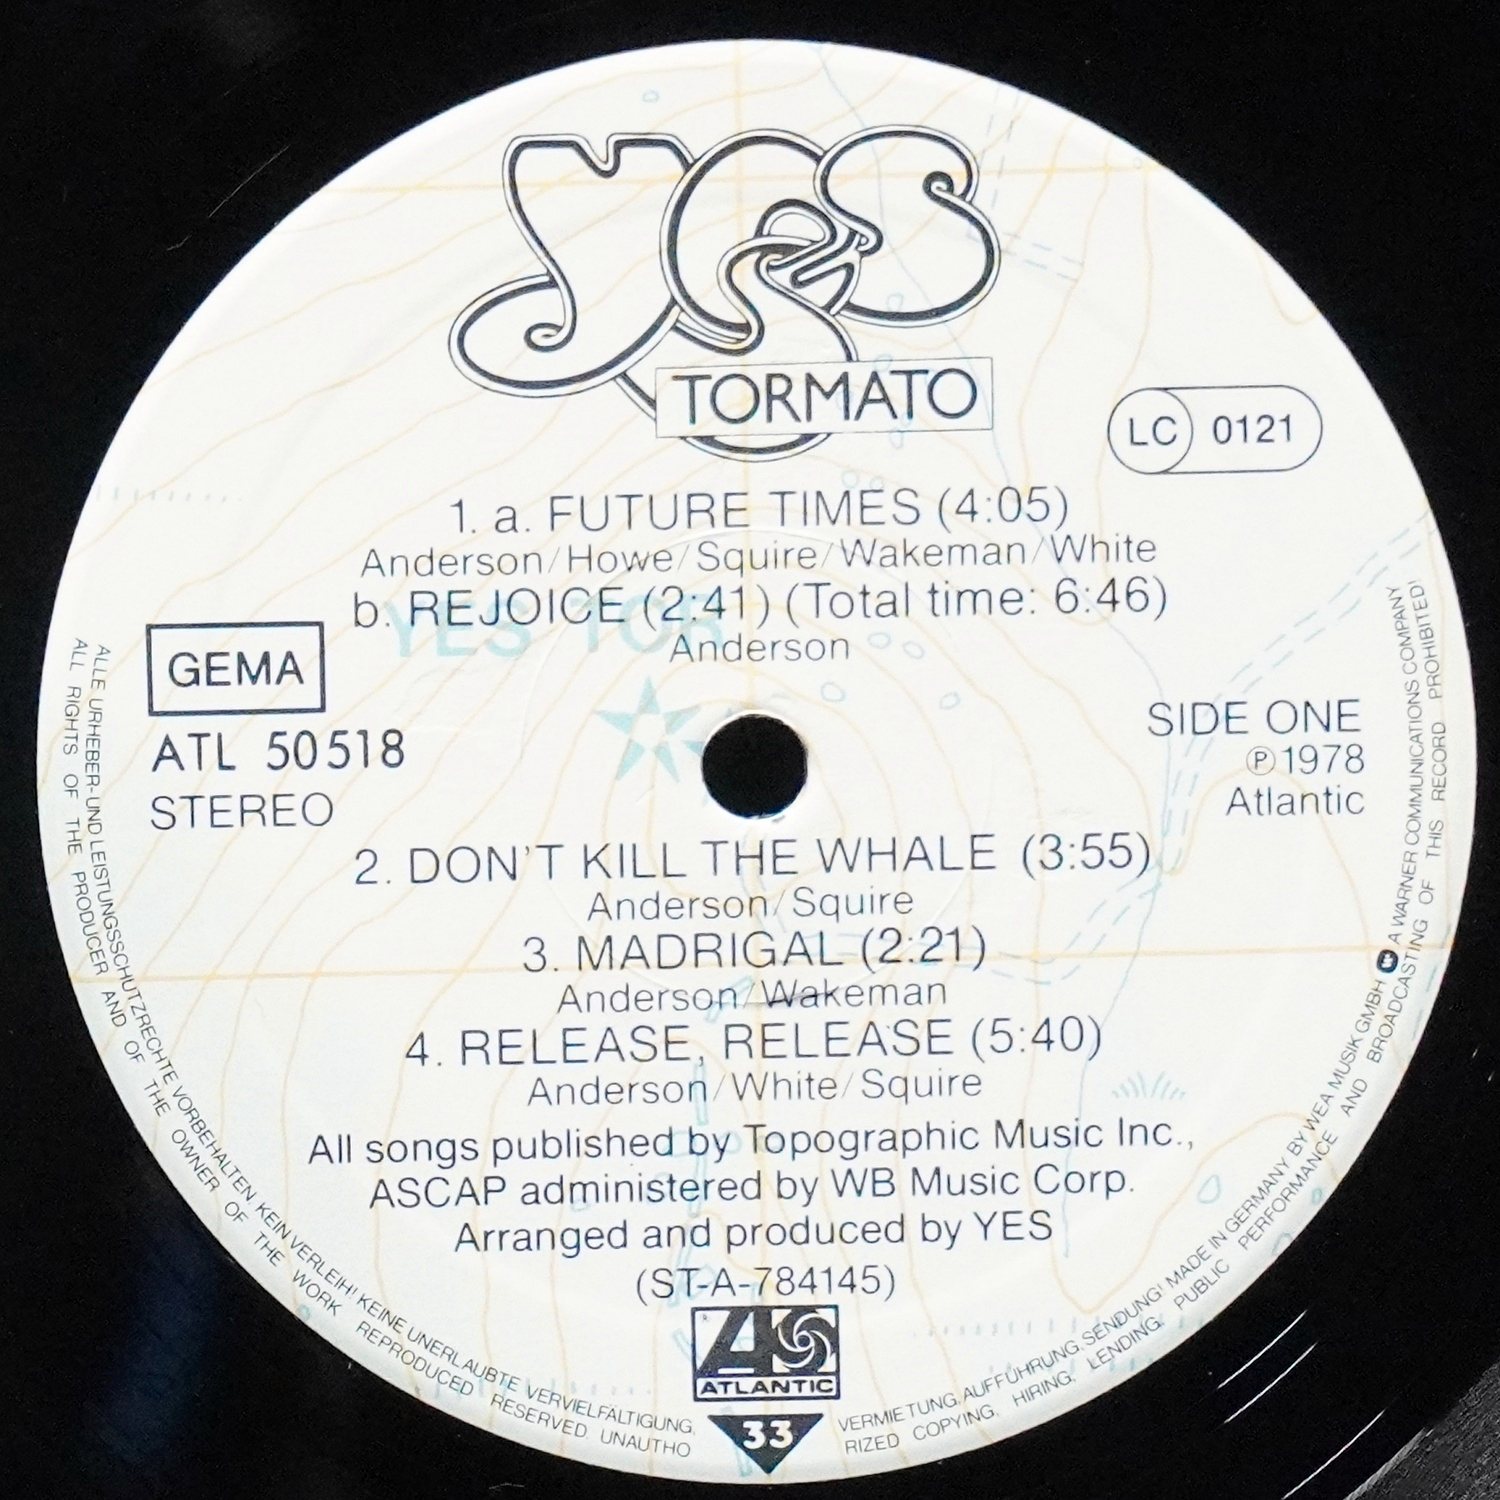 YES
TORMATO
LC 0121
1. a. FUTURE TIMES (4:05)
Anderson/Howe/Squire/Wakeman/White
b. REJOICE (2:41) (Total time: 6:46)
Anderson
YES TOR
GEMA
ATL 50 518
STEREO
SIDE ONE
Ⓟ1978
Atlantic
2. DON'T KILL THE WHALE (3:55)
Anderson/Squire
3. MADRIGAL (2:21)
Anderson/Wakeman
4. RELEASE, RELEASE (5:40)
Anderson/White/Squire
All songs published by Topographic Music Inc.,
ASCAP administered by WB Music Corp.
Arranged and produced by YES
(ST-A-784145)
ATLANTIC
33
ALLE URHEBER- UND LEISTUNGSSCHUTZRECHTE VORBEHALTEN KEIN VERLEIH! KEINE UNERLAUBTE VERVIELFÄLTIGUNG, VERMIETUNG, AUFFÜHRUNG, SENDUNG! MADE IN GERMANY BY WEA MUSIK GMBH A WARNER COMMUNICATIONS COMPANY
ALL RIGHTS OF THE PRODUCER AND OF THE OWNER OF THE WORK REPRODUCED RESERVED UNAUTHORIZED COPYING, HIRING, LENDING, PUBLIC PERFORMANCE AND BROADCASTING OF THIS RECORD PROHIBITED!